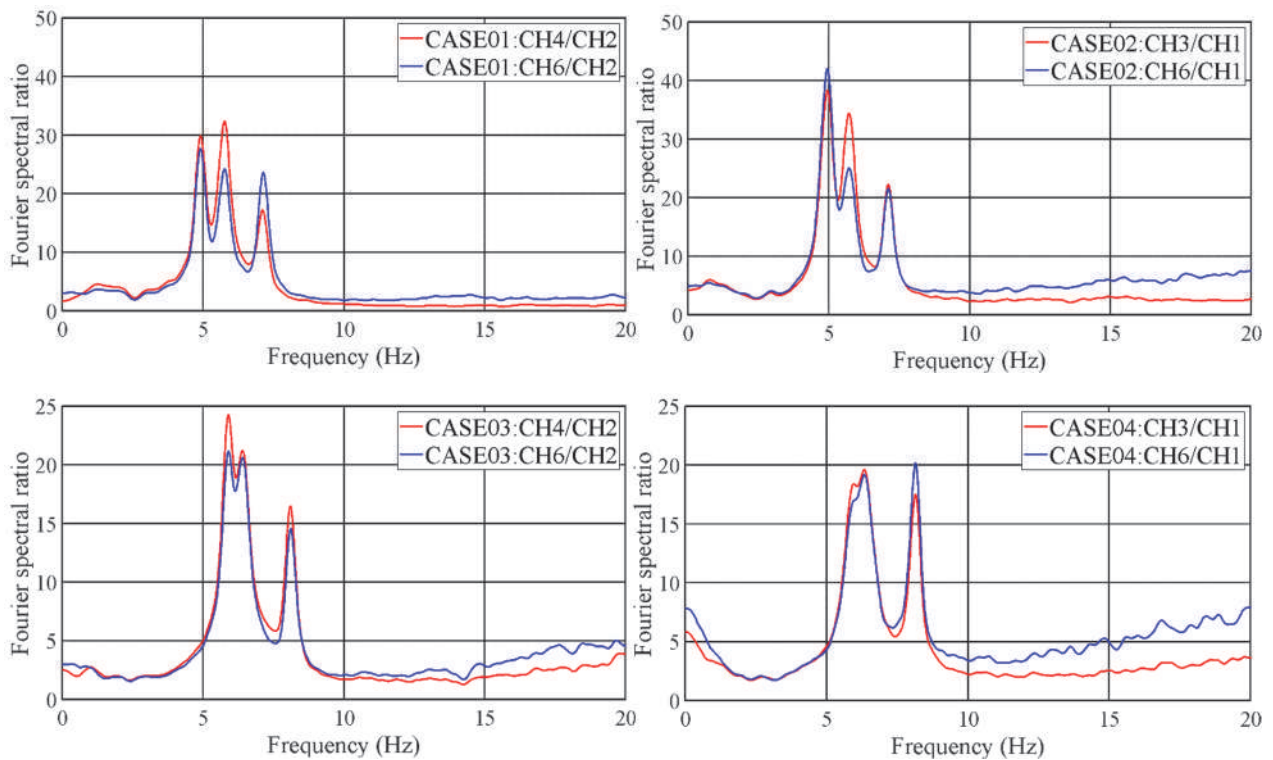 50
40
30
20
10
0
Fourier spectral ratio
CASE01:CH4/CH2
CASE01:CH6/CH2
0 5 10 15 20
Frequency (Hz)
50
40
30
20
10
0
Fourier spectral ratio
CASE02:CH3/CH1
CASE02:CH6/CH1
0 5 10 15 20
Frequency (Hz)
25
20
15
10
5
0
Fourier spectral ratio
CASE03:CH4/CH2
CASE03:CH6/CH2
0 5 10 15 20
Frequency (Hz)
25
20
15
10
5
0
Fourier spectral ratio
CASE04:CH3/CH1
CASE04:CH6/CH1
0 5 10 15 20
Frequency (Hz)